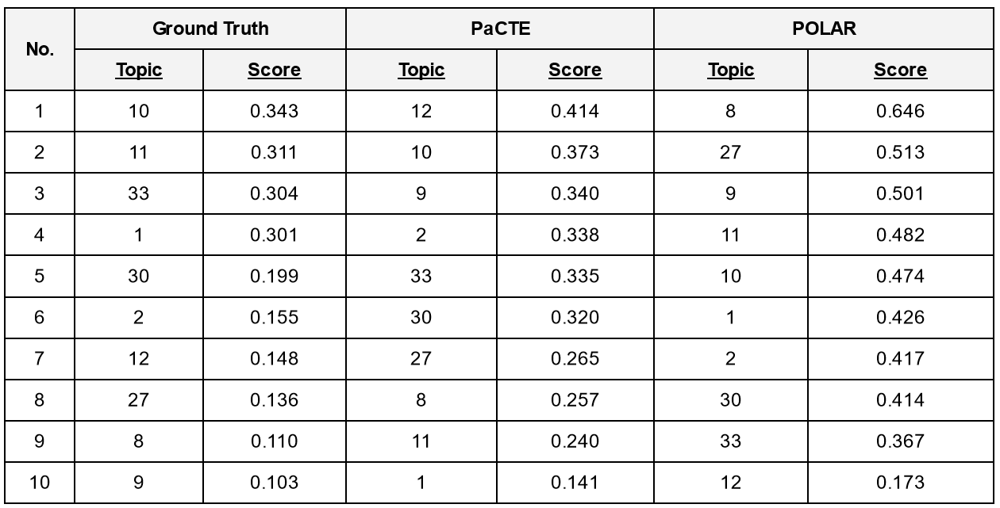 No. Ground Truth PaCTE POLAR
Topic Score Topic Score Topic Score
1 10 0.343 12 0.414 8 0.646
2 11 0.311 10 0.373 27 0.513
3 33 0.304 9 0.340 9 0.501
4 1 0.301 2 0.338 11 0.482
5 30 0.199 33 0.335 10 0.474
6 2 0.155 30 0.320 1 0.426
7 12 0.148 27 0.265 2 0.417
8 27 0.136 8 0.257 30 0.414
9 8 0.110 11 0.240 33 0.367
10 9 0.103 1 0.141 12 0.173